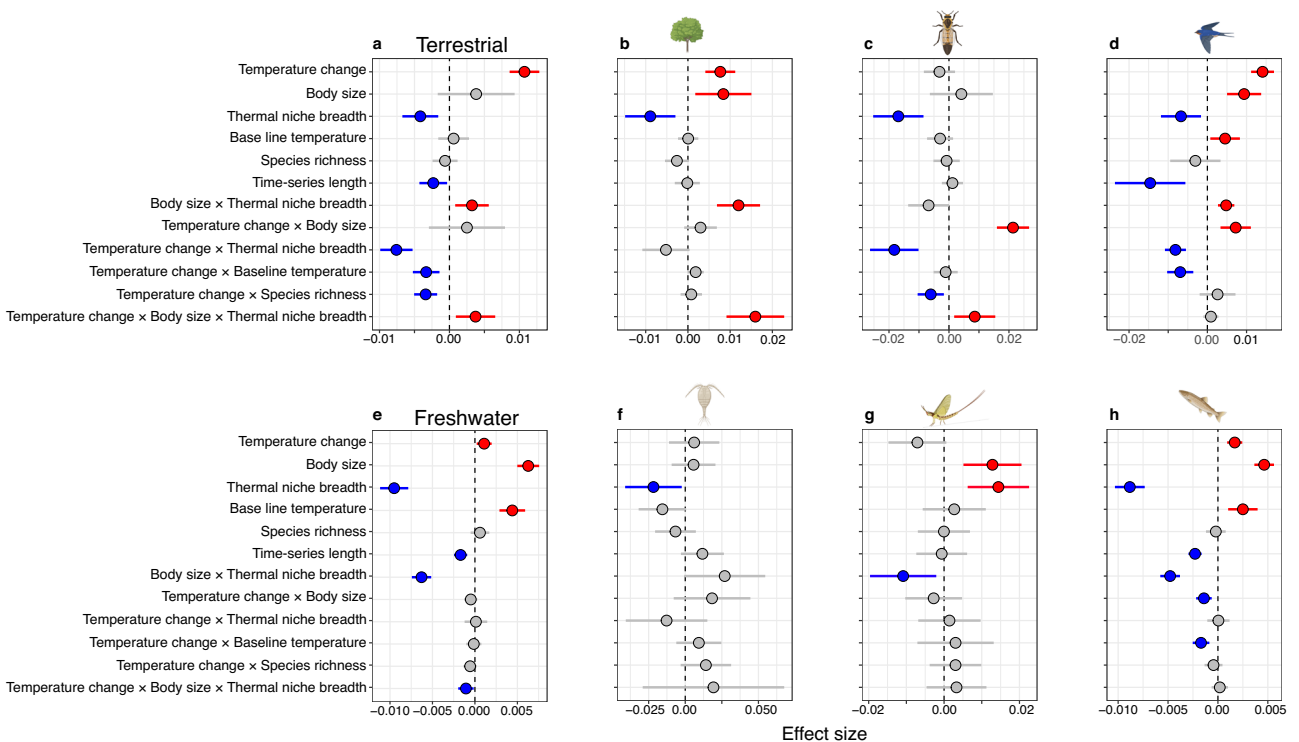 a Terrestrial b c d
Temperature change
Body size
Thermal niche breadth
Base line temperature
Species richness
Time-series length
Body size × Thermal niche breadth
Temperature change × Body size
Temperature change × Thermal niche breadth
Temperature change × Baseline temperature
Temperature change × Species richness
Temperature change × Body size × Thermal niche breadth
−0.01 0.00 0.01 −0.01 0.00 0.01 0.02 −0.02 0.00 0.02 −0.02 0.00 0.01
e Freshwater f g h
Temperature change
Body size
Thermal niche breadth
Base line temperature
Species richness
Time-series length
Body size × Thermal niche breadth
Temperature change × Body size
Temperature change × Thermal niche breadth
Temperature change × Baseline temperature
Temperature change × Species richness
Temperature change × Body size × Thermal niche breadth
−0.010 0.000 0.005 −0.025 0.00 0.050 −0.02 0.00 0.02 −0.010 −0.005 0.000 0.005
Effect size